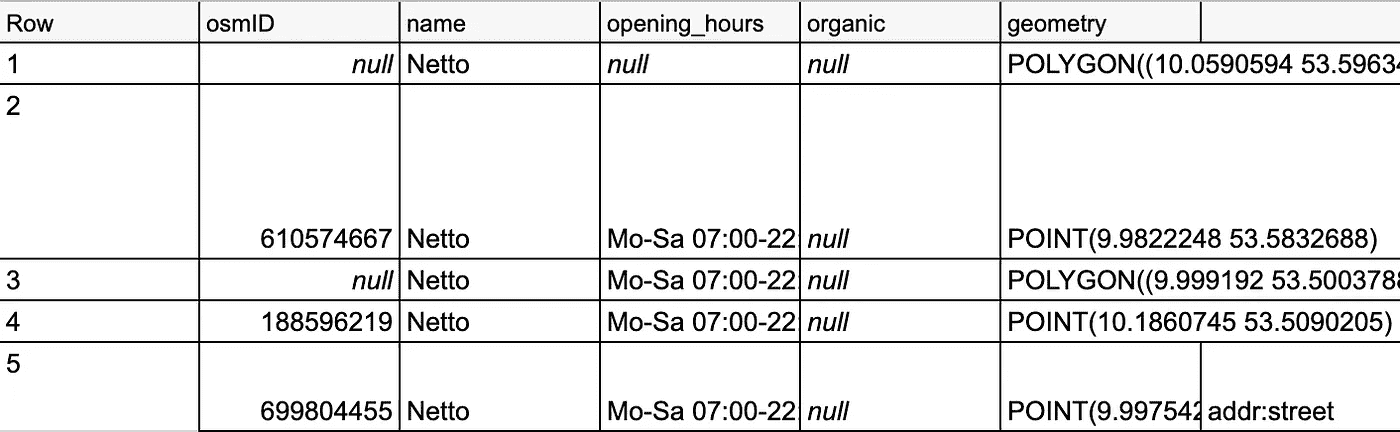 Row osmID name opening_hours organic geometry
1 null Netto null null POLYGON((10.0590594 53.59634
2
610574667 Netto Mo-Sa 07:00-22: null POINT(9.9822248 53.5832688)
3 null Netto Mo-Sa 07:00-22: null POLYGON((9.999192 53.5003788
4 188596219 Netto Mo-Sa 07:00-22: null POINT(10.1860745 53.5090205)
5
699804455 Netto Mo-Sa 07:00-22: null POINT(9.997542 addr:street